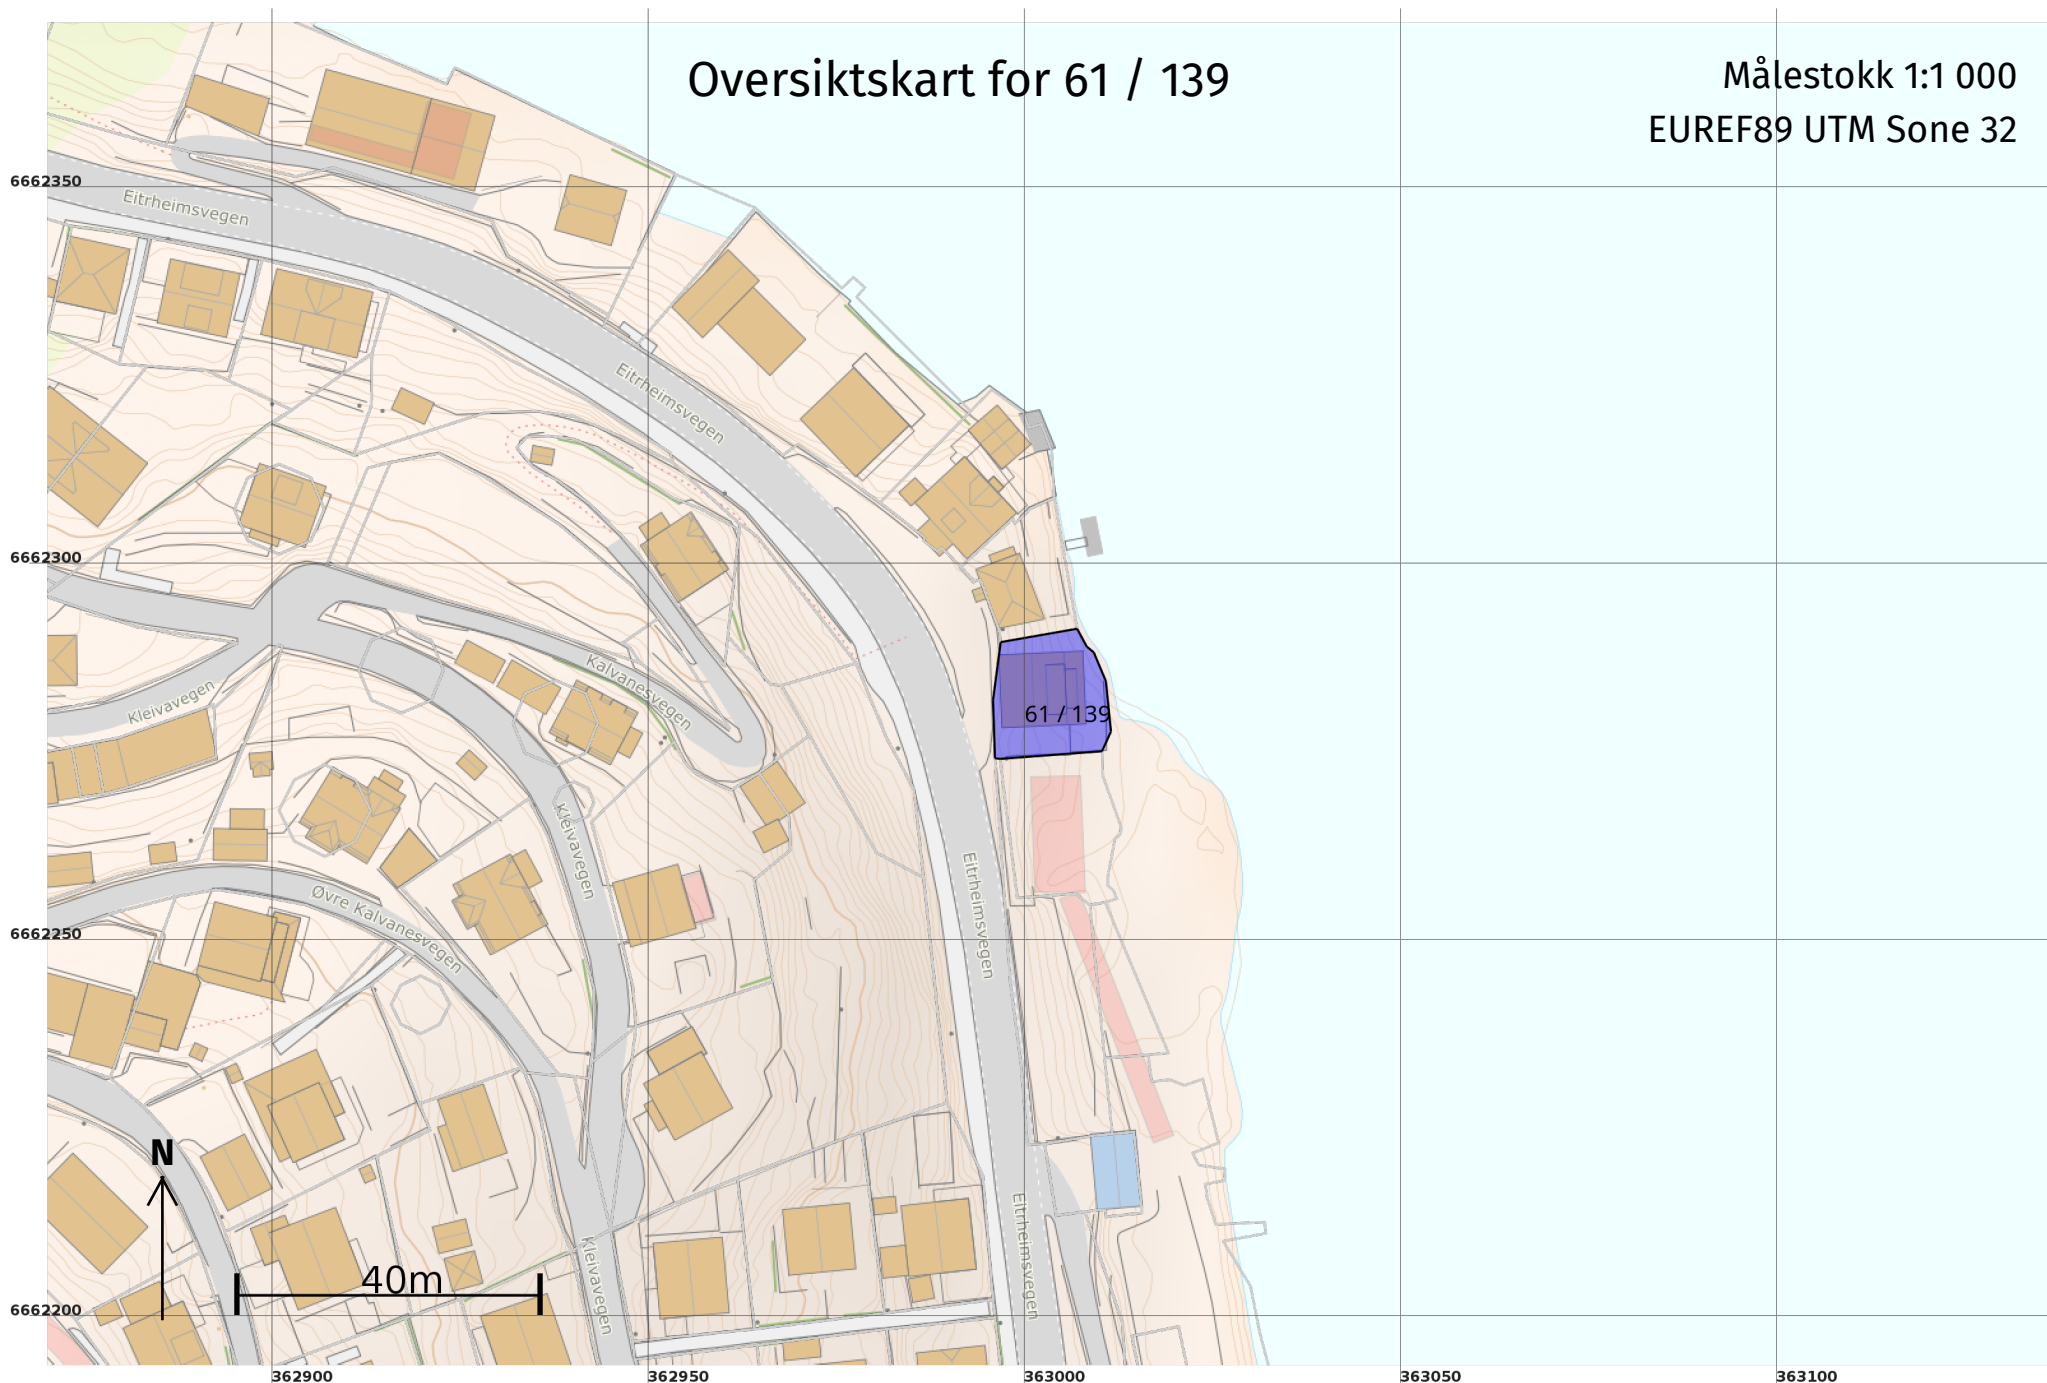 Oversiktskart for 61 / 139
Målestokk 1:1 000
EUREF89 UTM Sone 32
6662350
Eitrheimsvegen
Eitrheimsvegen
6662300
Kalvanesvegen
Kleivavegen
61 / 139
Kleivavegen
Eitrheimsvegen
Øvre Kalvanesvegen
6662250
N
Eitrheimsvegen
Kleivavegen
40m
6662200
362900
362950
363000
363050
363100